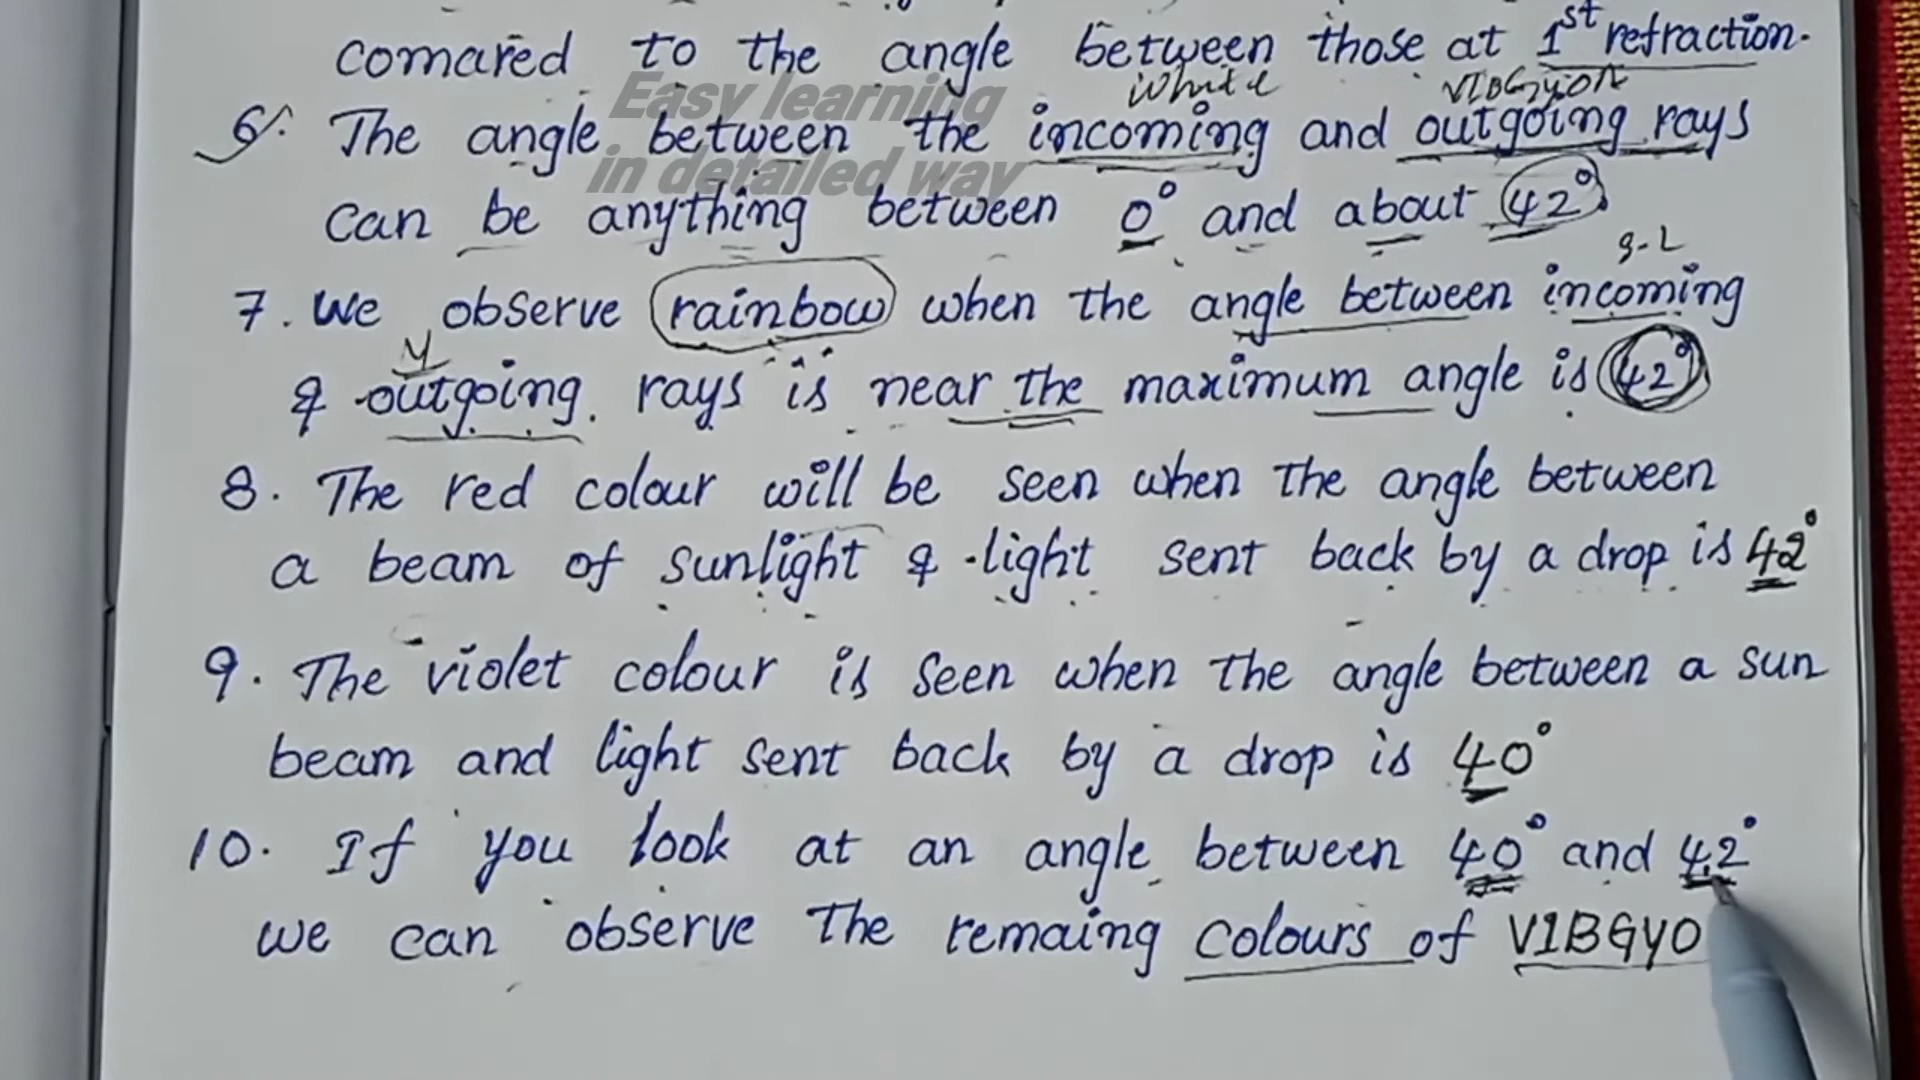 comared to the angle between those at 1st refraction.
Easy learning
in detailed way
white VIBGYOR
6. The angle between the incoming and outgoing rays
can be anything between 0° and about 42°.
7. We observe rainbow when the angle between incoming
& outgoing rays is near the maximum angle is 42°
8. The red colour will be seen when the angle between
a beam of sunlight & light sent back by a drop is 42°
9. The violet colour is seen when the angle between a sun
beam and light sent back by a drop is 40°
10. If you look at an angle between 40° and 42°
we can observe the remaing colours of VIBGYO